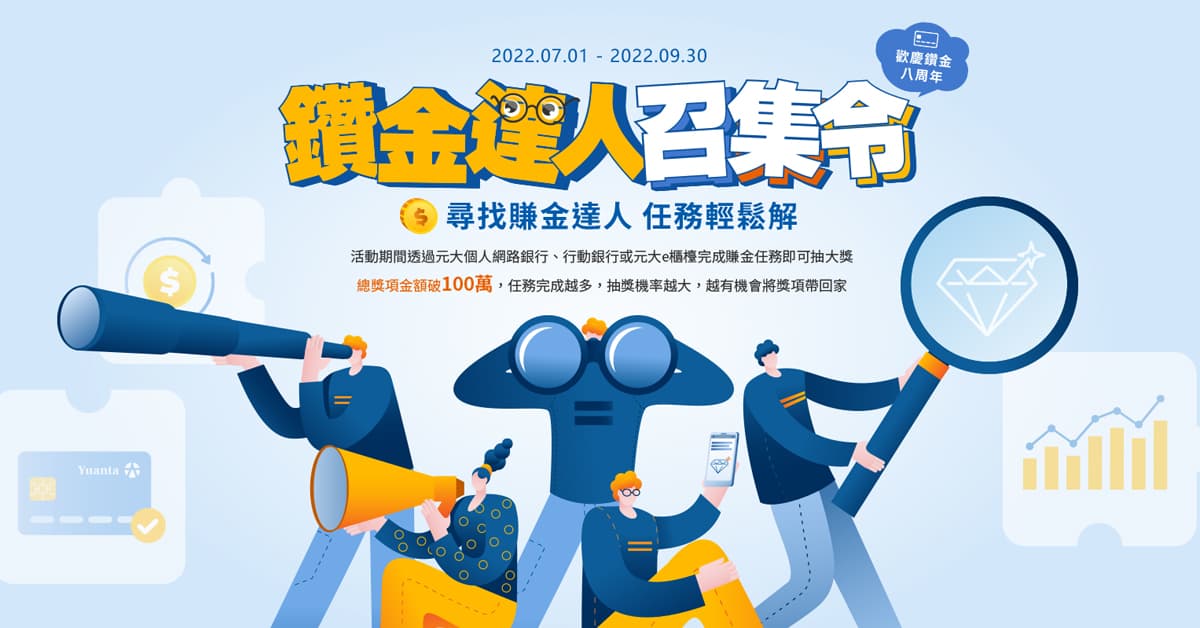 2022.07.01 - 2022.09.30
歡慶鑽金
八周年
鑽金達人召集令
$ 尋找賺金達人 任務輕鬆解
活動期間透過元大個人網路銀行、行動銀行或元大e櫃檯完成賺金任務即可抽大獎
總獎項金額破100萬，任務完成越多，抽獎機率越大，越有機會將獎項帶回家
$
Yuanta